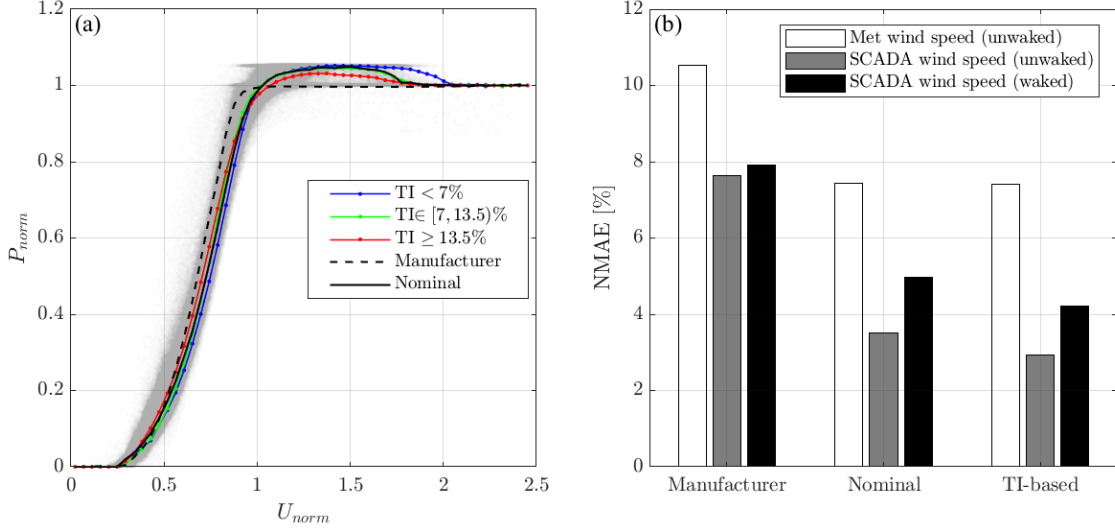 (a)
1.2
1
0.8
0.6
0.4
0.2
0
P_norm
0
0.5
1
1.5
2
2.5
U_norm
TI < 7%
TI∈ [7, 13.5)%
TI ≥ 13.5%
Manufacturer
Nominal
(b)
12
10
8
6
4
2
0
NMAE [%]
Met wind speed (unwaked)
SCADA wind speed (unwaked)
SCADA wind speed (waked)
Manufacturer
Nominal
TI-based